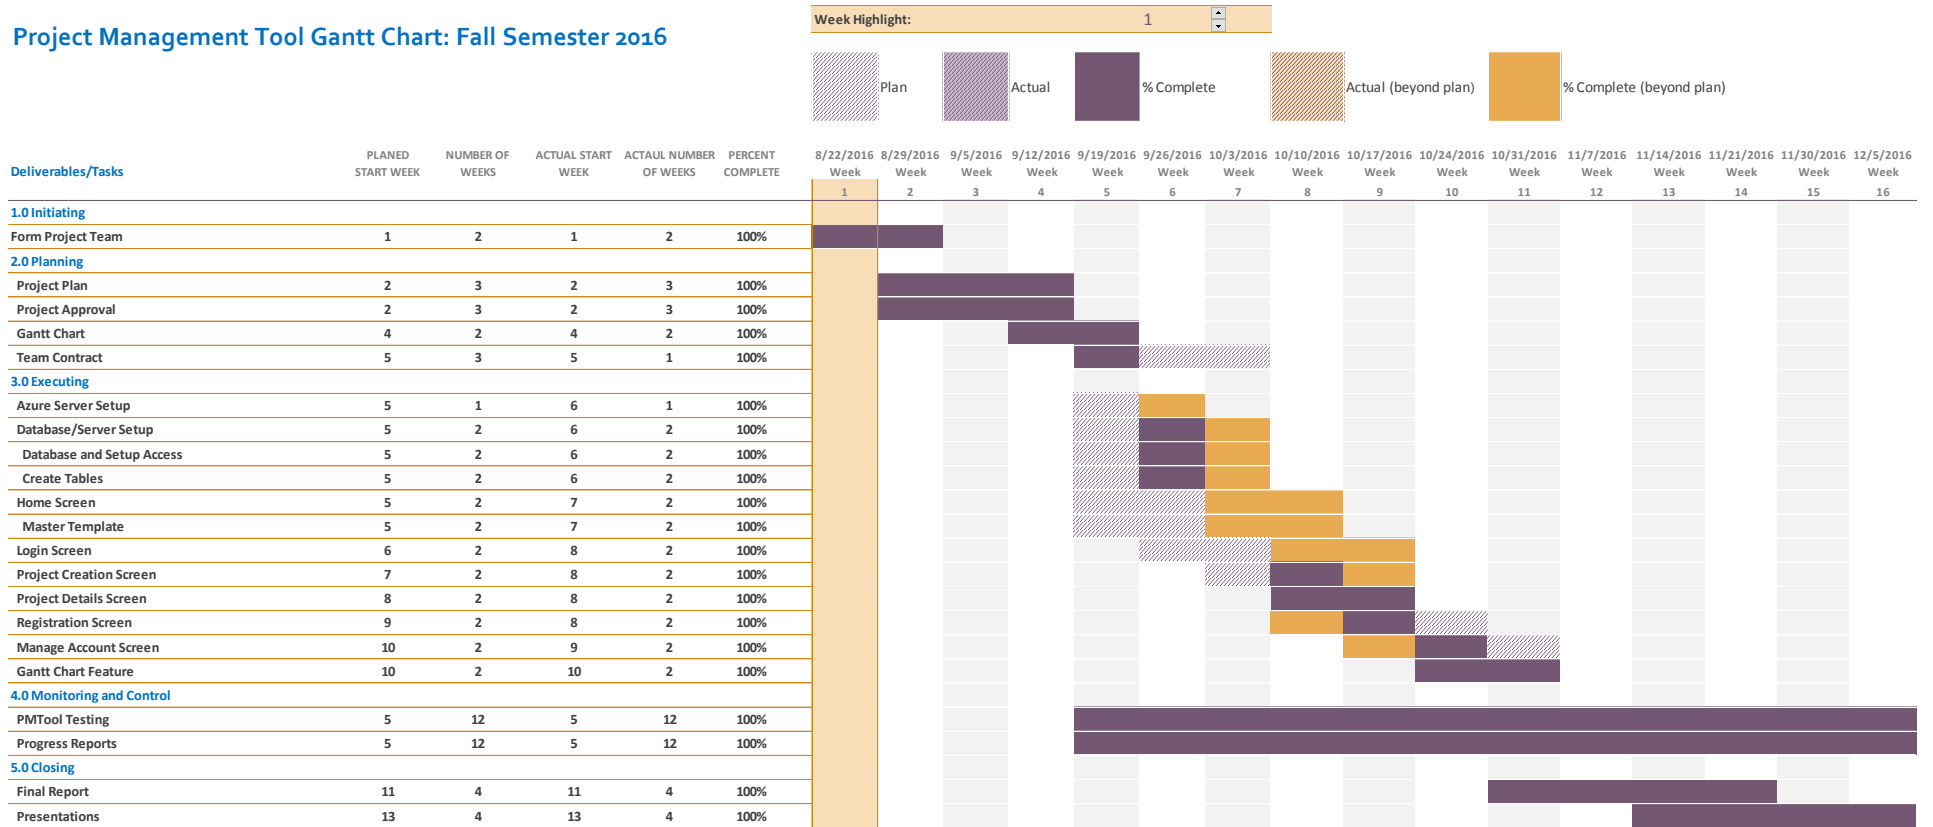 Project Management Tool Gantt Chart: Fall Semester 2016
Week Highlight: 1
Plan Actual % Complete Actual (beyond plan) % Complete (beyond plan)
PLANED NUMBER OF ACTUAL START ACTAUL NUMBER PERCENT 8/22/2016 8/29/2016 9/5/2016 9/12/2016 9/19/2016 9/26/2016 10/3/2016 10/10/2016 10/17/2016 10/24/2016 10/31/2016 11/7/2016 11/14/2016 11/21/2016 11/30/2016 12/5/2016
Deliverables/Tasks START WEEK WEEKS WEEK OF WEEKS COMPLETE Week Week Week Week Week Week Week Week Week Week Week Week Week Week Week Week
1 2 3 4 5 6 7 8 9 10 11 12 13 14 15 16
1.0 Initiating
Form Project Team 1 2 1 2 100%
2.0 Planning
Project Plan 2 3 2 3 100%
Project Approval 2 3 2 3 100%
Gantt Chart 4 2 4 2 100%
Team Contract 5 3 5 1 100%
3.0 Executing
Azure Server Setup 5 1 6 1 100%
Database/Server Setup 5 2 6 2 100%
Database and Setup Access 5 2 6 2 100%
Create Tables 5 2 6 2 100%
Home Screen 5 2 7 2 100%
Master Template 5 2 7 2 100%
Login Screen 6 2 8 2 100%
Project Creation Screen 7 2 8 2 100%
Project Details Screen 8 2 8 2 100%
Registration Screen 9 2 8 2 100%
Manage Account Screen 10 2 9 2 100%
Gantt Chart Feature 10 2 10 2 100%
4.0 Monitoring and Control
PMTool Testing 5 12 5 12 100%
Progress Reports 5 12 5 12 100%
5.0 Closing
Final Report 11 4 11 4 100%
Presentations 13 4 13 4 100%